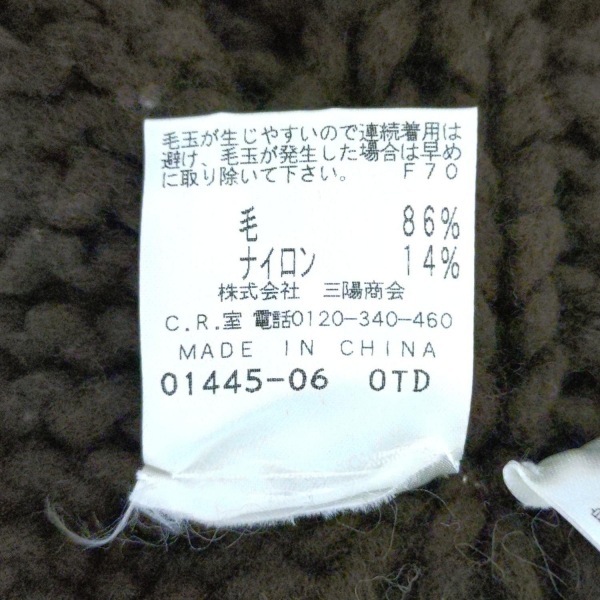 毛玉が生じやすいので連続着用は
避け、毛玉が発生した場合は早め
に取り除いて下さい。 F70
毛 86%
ナイロン 14%
株式会社 三陽商会
C.R.室 電話0120-340-460
MADE IN CHINA
01445-06 OTD